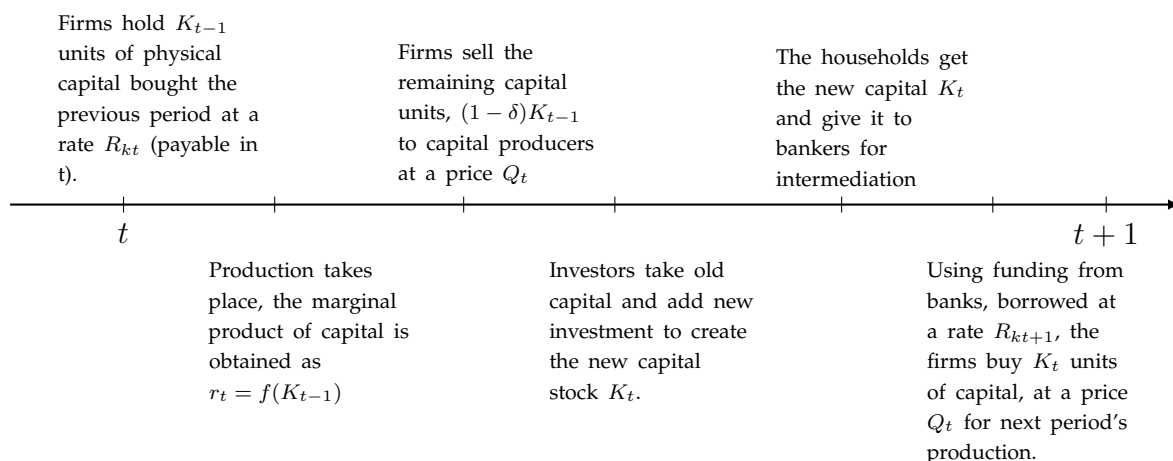 Firms hold K_{t−1}
units of physical
capital bought the
previous period at a
rate R_{kt} (payable in
t).
Firms sell the
remaining capital
units, (1 − δ)K_{t−1}
to capital producers
at a price Q_t
The households get
the new capital K_t
and give it to
bankers for
intermediation
t
t + 1
Production takes
place, the marginal
product of capital is
obtained as
r_t = f(K_{t−1})
Investors take old
capital and add new
investment to create
the new capital
stock K_t.
Using funding from
banks, borrowed at
a rate R_{kt+1}, the
firms buy K_t units
of capital, at a price
Q_t for next period's
production.